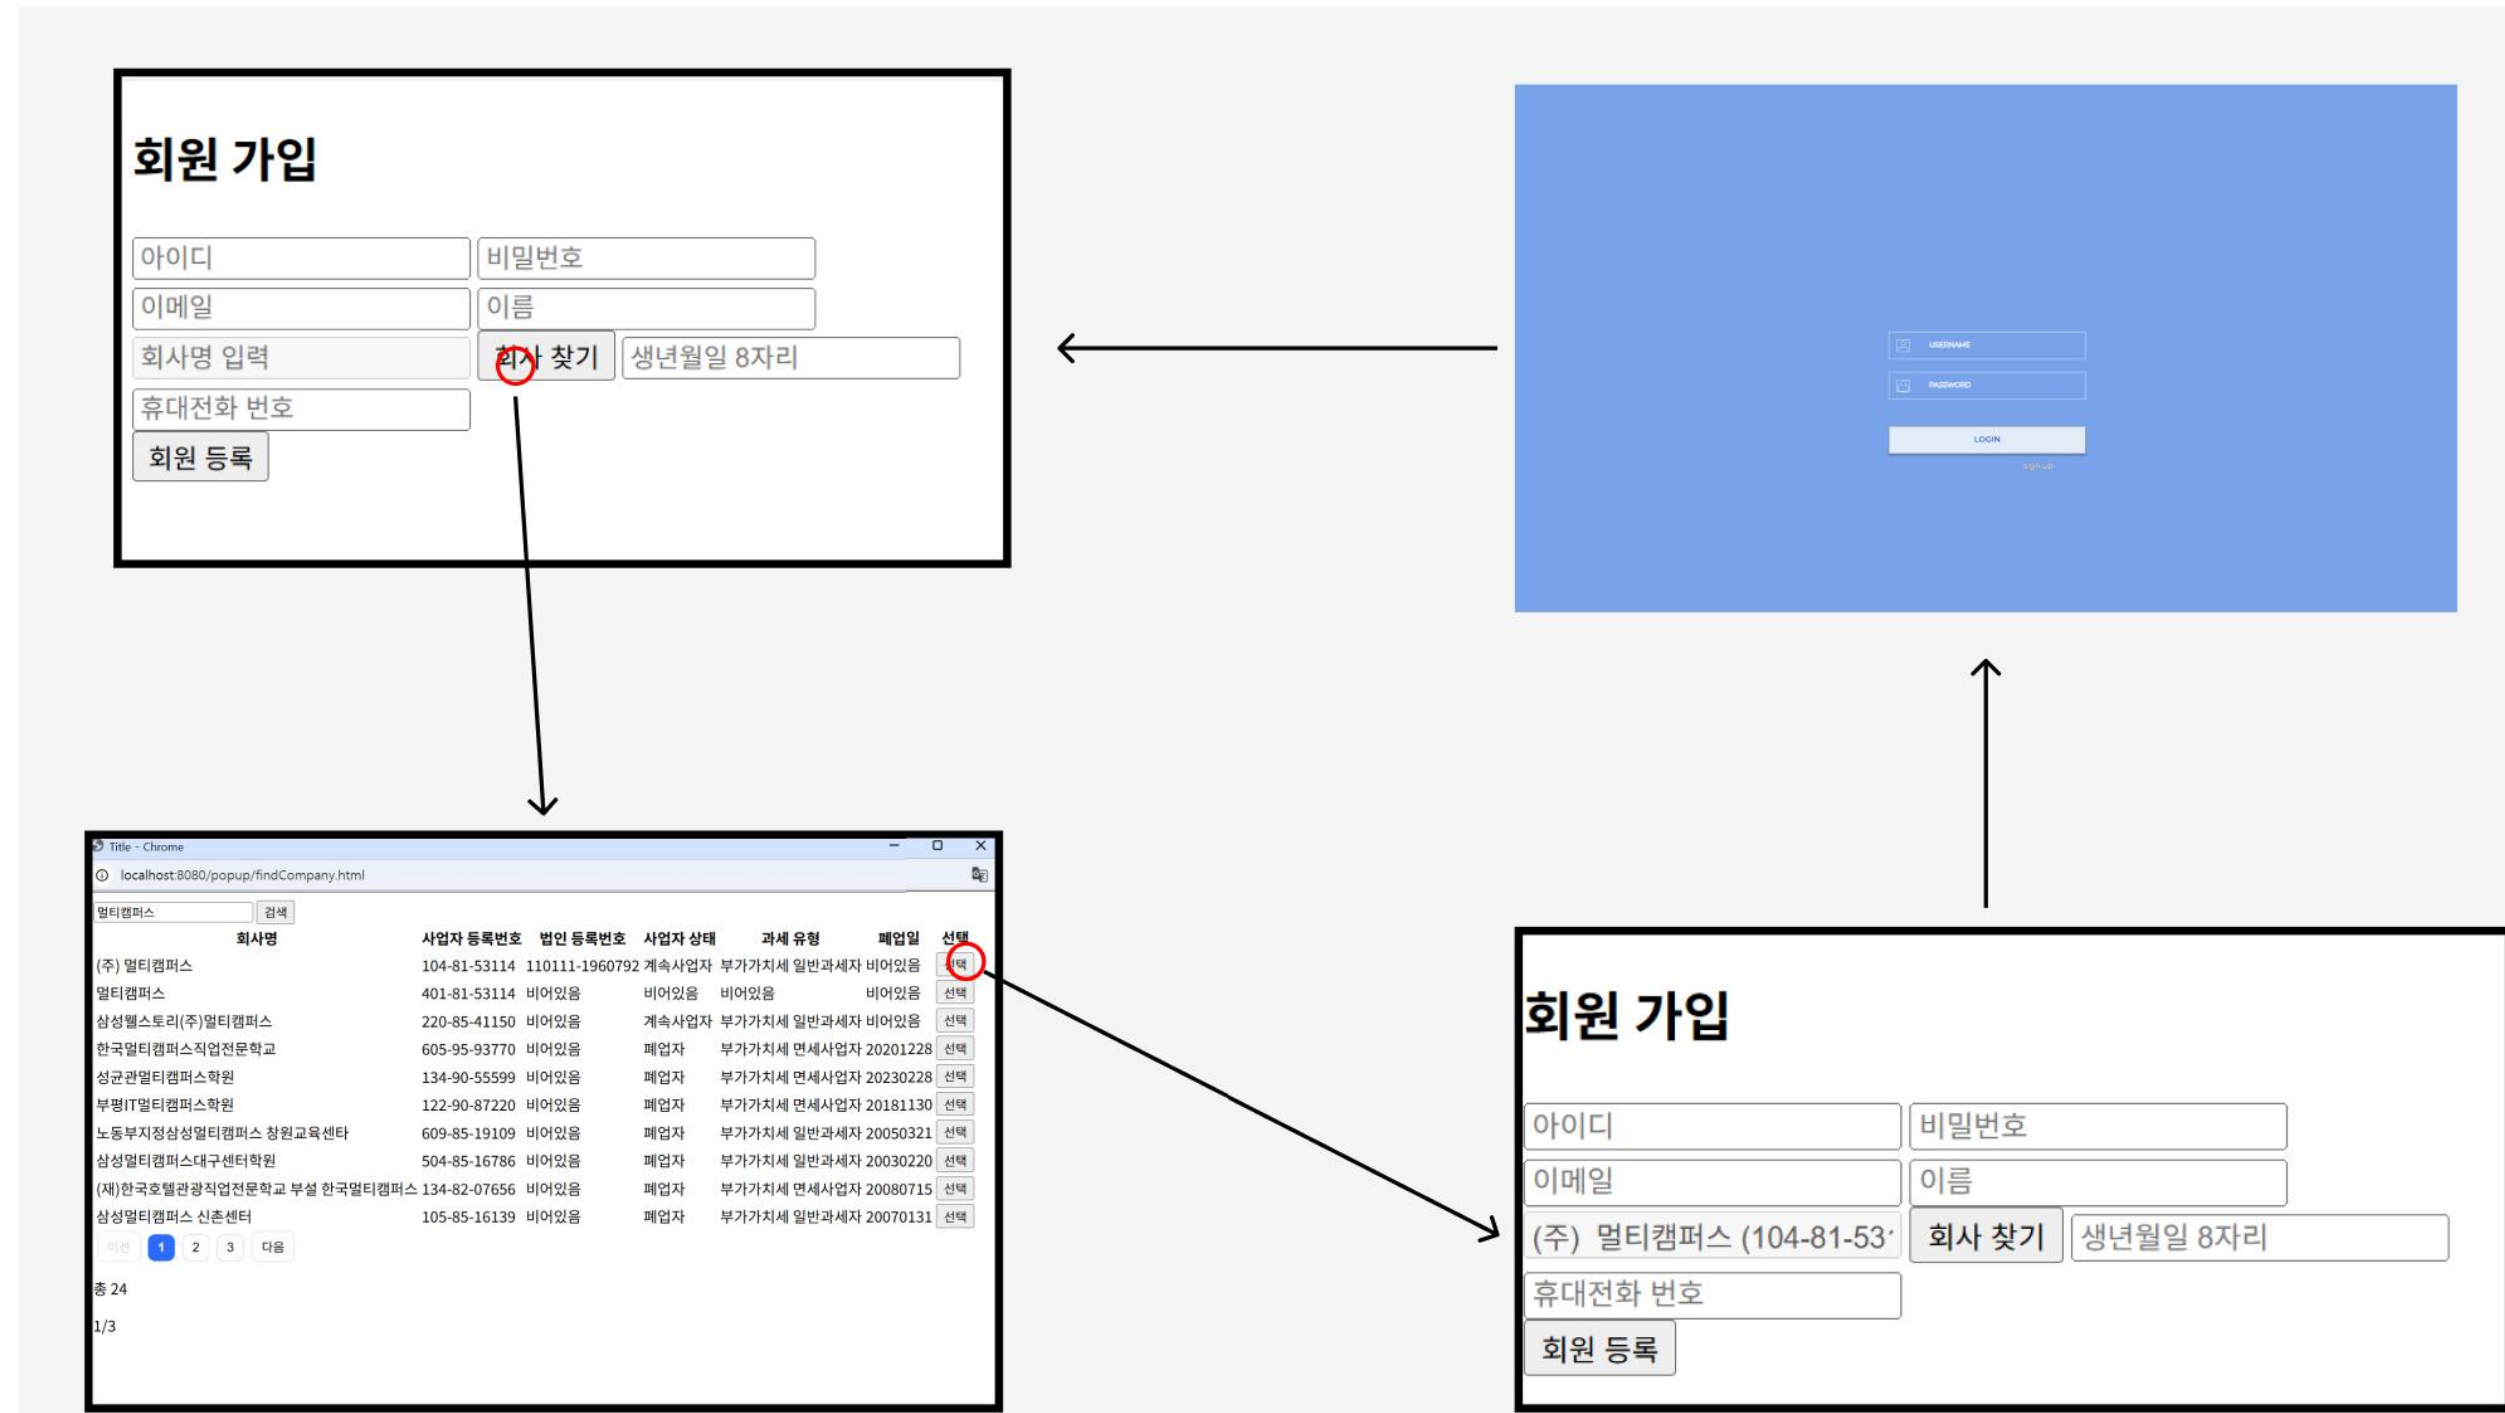 회원 가입
아이디 비밀번호
이메일 이름
회사명 입력 회사 찾기 생년월일 8자리
휴대전화 번호
회원 등록
USERNAME
PASSWORD
LOGIN
sign up
Title - Chrome
localhost:8080/popup/findCompany.html
멀티캠퍼스 검색
회사명 사업자 등록번호 법인 등록번호 사업자 상태 과세 유형 폐업일 선택
(주) 멀티캠퍼스 104-81-53114 110111-1960792 계속사업자 부가가치세 일반과세자 비어있음 선택
멀티캠퍼스 401-81-53114 비어있음 비어있음 비어있음 비어있음 선택
삼성웰스토리(주)멀티캠퍼스 220-85-41150 비어있음 계속사업자 부가가치세 일반과세자 비어있음 선택
한국멀티캠퍼스직업전문학교 605-95-93770 비어있음 폐업자 부가가치세 면세사업자 20201228 선택
성균관멀티캠퍼스학원 134-90-55599 비어있음 폐업자 부가가치세 면세사업자 20230228 선택
부평IT멀티캠퍼스학원 122-90-87220 비어있음 폐업자 부가가치세 면세사업자 20181130 선택
노동부지정삼성멀티캠퍼스 창원교육센타 609-85-19109 비어있음 폐업자 부가가치세 일반과세자 20050321 선택
삼성멀티캠퍼스대구센터학원 504-85-16786 비어있음 폐업자 부가가치세 일반과세자 20030220 선택
(재)한국호텔관광직업전문학교 부설 한국멀티캠퍼스 134-82-07656 비어있음 폐업자 부가가치세 면세사업자 20080715 선택
삼성멀티캠퍼스 신촌센터 105-85-16139 비어있음 폐업자 부가가치세 일반과세자 20070131 선택
이전 1 2 3 다음
총 24
1/3
회원 가입
아이디 비밀번호
이메일 이름
(주) 멀티캠퍼스 (104-81-531 회사 찾기 생년월일 8자리
휴대전화 번호
회원 등록